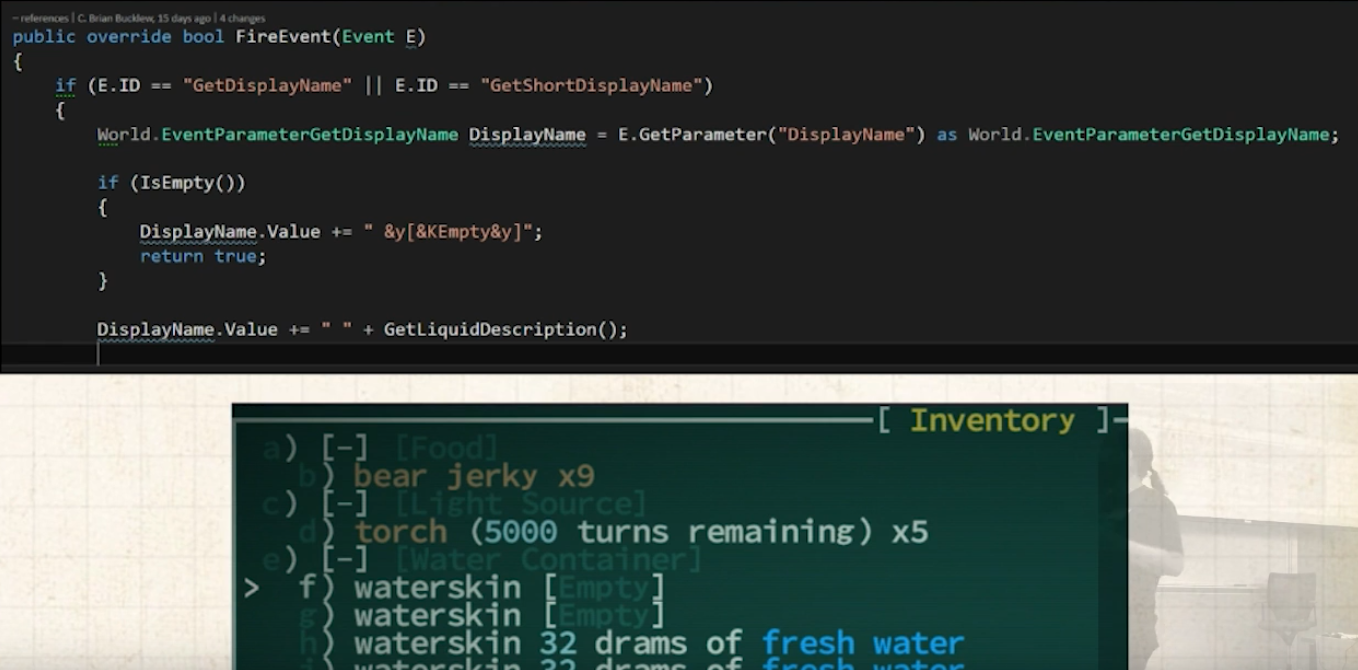 – references | C. Brian Bucklew, 15 days ago | 4 changes
public override bool FireEvent(Event E)
{
if (E.ID == "GetDisplayName" || E.ID == "GetShortDisplayName")
{
World.EventParameterGetDisplayName DisplayName = E.GetParameter("DisplayName") as World.EventParameterGetDisplayName;
if (IsEmpty())
{
DisplayName.Value += " &y[&KEmpty&y]";
return true;
}
DisplayName.Value += " " + GetLiquidDescription();
[ Inventory ]
a) [-] [Food]
b) bear jerky x9
c) [-] [Light Source]
d) torch (5000 turns remaining) x5
e) [-] [Water Container]
> f) waterskin [Empty]
g) waterskin [Empty]
h) waterskin 32 drams of fresh water
i) waterskin 32 drams of fresh water